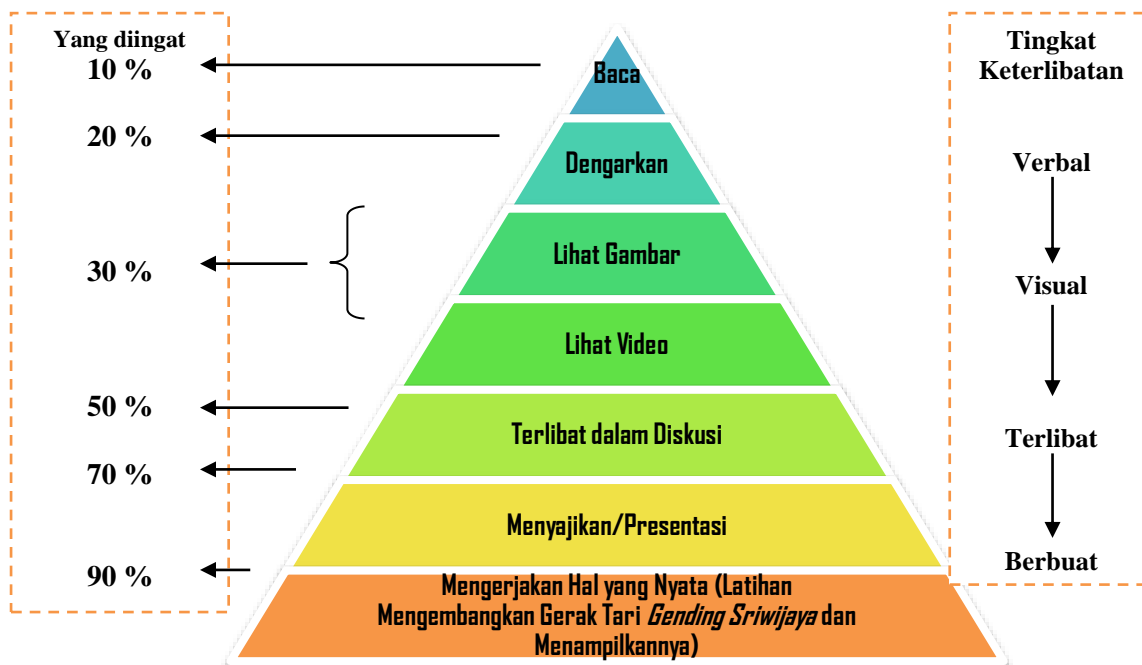 Yang diingat
10 %
20 %
30 %
50 %
70 %
90 %
Baca
Dengarkan
Lihat Gambar
Lihat Video
Terlibat dalam Diskusi
Menyajikan/Presentasi
Mengerjakan Hal yang Nyata (Latihan
Mengembangkan Gerak Tari Gending Sriwijaya dan
Menampilkannya)
Tingkat
Keterlibatan
Verbal
Visual
Terlibat
Berbuat